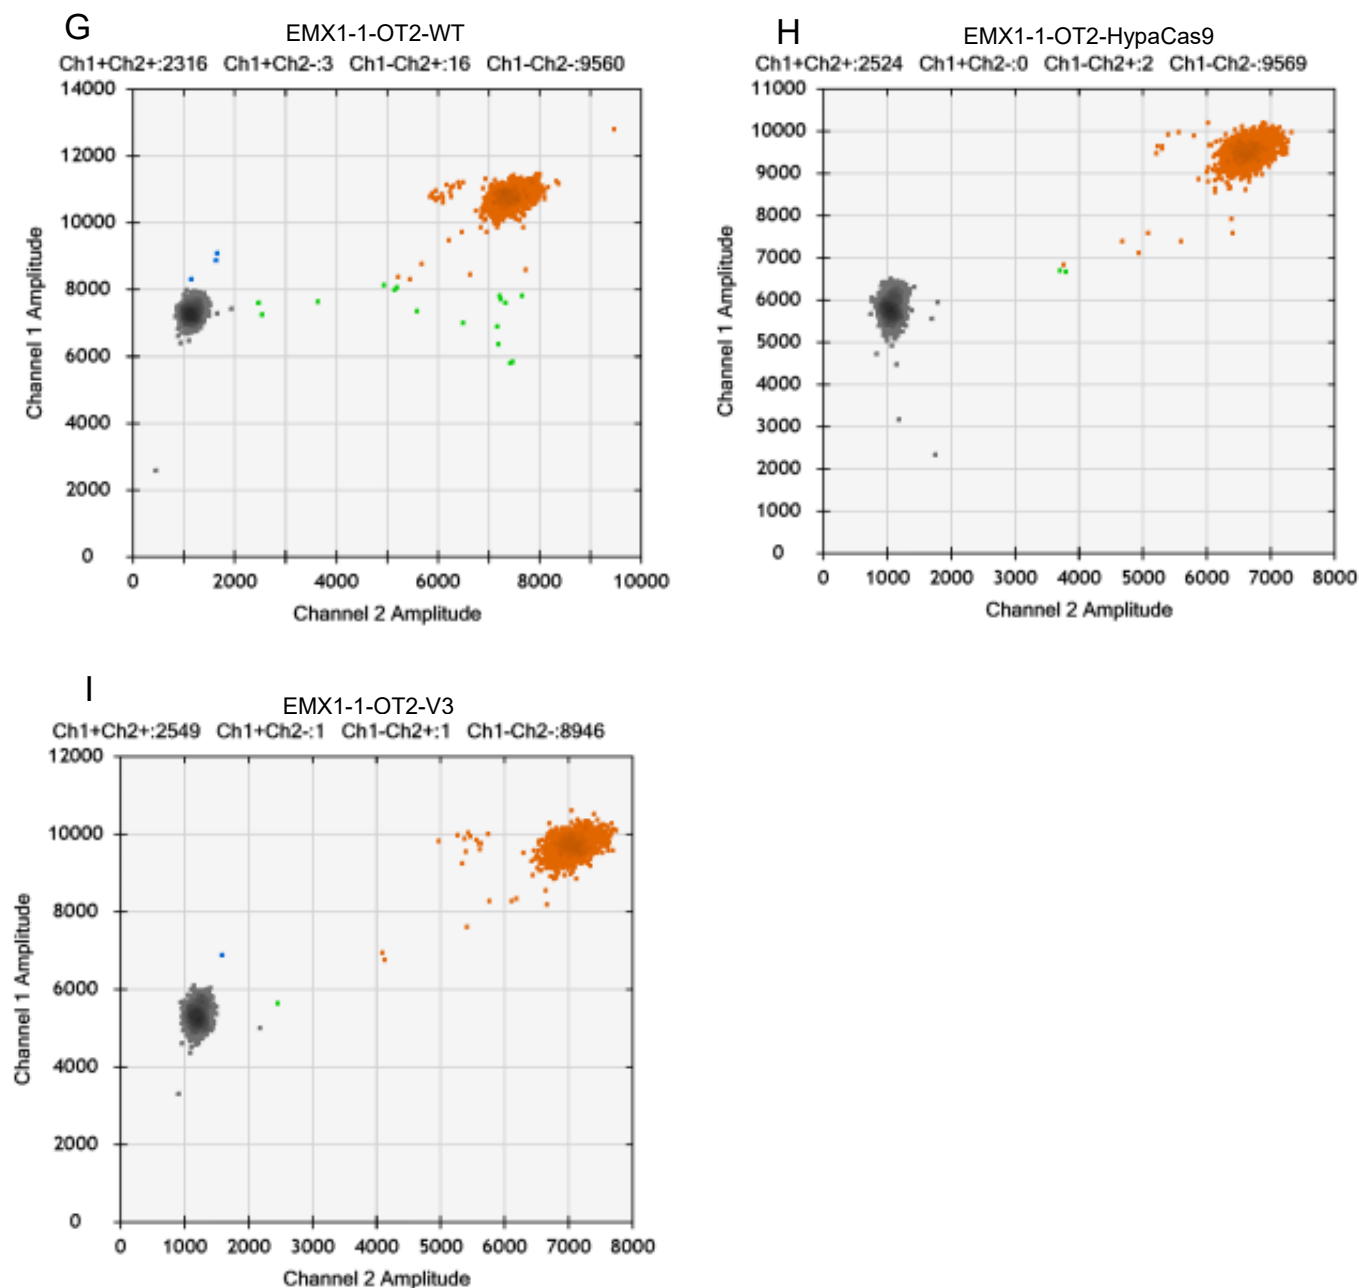 G
EMX1-1-OT2-WT
Ch1+Ch2+:2316 Ch1+Ch2-:3 Ch1-Ch2+:16 Ch1-Ch2-:9560
14000
12000
10000
8000
6000
4000
2000
0
Channel 1 Amplitude
0 2000 4000 6000 8000 10000
Channel 2 Amplitude
H
EMX1-1-OT2-HypaCas9
Ch1+Ch2+:2524 Ch1+Ch2-:0 Ch1-Ch2+:2 Ch1-Ch2-:9569
11000
10000
9000
8000
7000
6000
5000
4000
3000
2000
1000
0
Channel 1 Amplitude
0 1000 2000 3000 4000 5000 6000 7000 8000
Channel 2 Amplitude
I
EMX1-1-OT2-V3
Ch1+Ch2+:2549 Ch1+Ch2-:1 Ch1-Ch2+:1 Ch1-Ch2-:8946
12000
10000
8000
6000
4000
2000
0
Channel 1 Amplitude
0 1000 2000 3000 4000 5000 6000 7000 8000
Channel 2 Amplitude